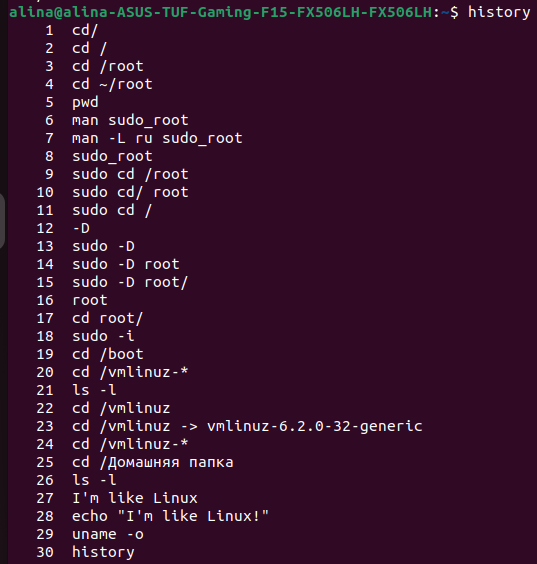 alina@alina-ASUS-TUF-Gaming-F15-FX506LH-FX506LH:~$ history
1 cd/
2 cd /
3 cd /root
4 cd ~/root
5 pwd
6 man sudo_root
7 man -L ru sudo_root
8 sudo_root
9 sudo cd /root
10 sudo cd/ root
11 sudo cd /
12 -D
13 sudo -D
14 sudo -D root
15 sudo -D root/
16 root
17 cd root/
18 sudo -i
19 cd /boot
20 cd /vmlinuz-*
21 ls -l
22 cd /vmlinuz
23 cd /vmlinuz -> vmlinuz-6.2.0-32-generic
24 cd /vmlinuz-*
25 cd /Домашняя папка
26 ls -l
27 I'm like Linux
28 echo "I'm like Linux!"
29 uname -o
30 history